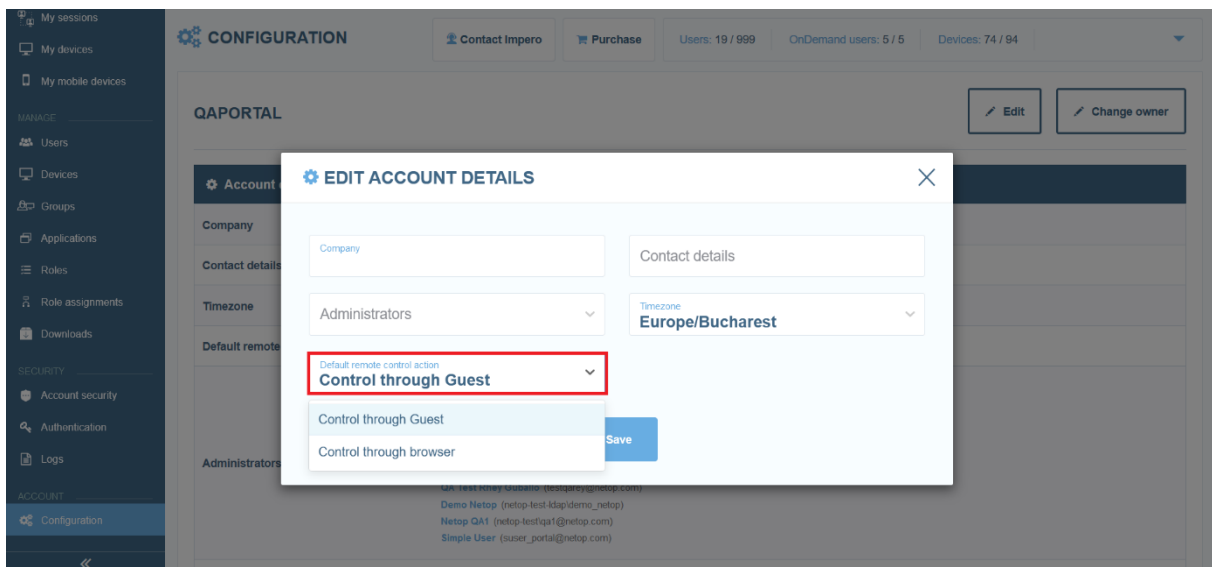 My sessions
My devices
My mobile devices
MANAGE
Users
Devices
Groups
Applications
Roles
Role assignments
Downloads
SECURITY
Account security
Authentication
Logs
ACCOUNT
Configuration
CONFIGURATION
Contact Impero
Purchase
Users: 19 / 999
OnDemand users: 5 / 5
Devices: 74 / 94
QAPORTAL
Edit
Change owner
Account
Company
Contact details
Timezone
Default remote
Administrators
EDIT ACCOUNT DETAILS
Company
Contact details
Administrators
Timezone
Europe/Bucharest
Default remote control action
Control through Guest
Control through Guest
Control through browser
Save
Demo Netop (netop-test-ldap\demo_netop)
Netop QA1 (netop-test\qa1@netop.com)
Simple User (suser_portal@netop.com)